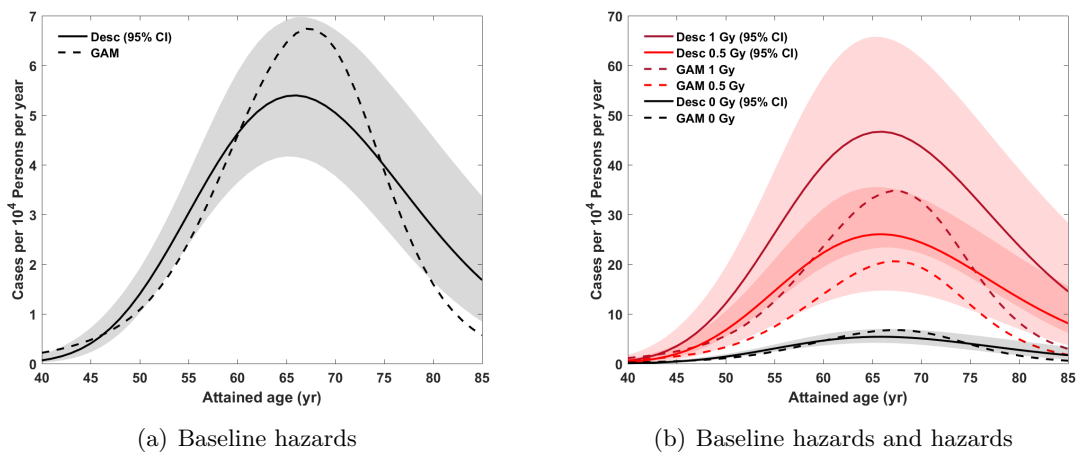 7
6
5
4
3
2
1
0
Cases per 10^4 Persons per year
Desc (95% CI)
GAM
40 45 50 55 60 65 70 75 80 85
Attained age (yr)
(a) Baseline hazards
70
60
50
40
30
20
10
0
Cases per 10^4 Persons per year
Desc 1 Gy (95% CI)
Desc 0.5 Gy (95% CI)
GAM 1 Gy
GAM 0.5 Gy
Desc 0 Gy (95% CI)
GAM 0 Gy
40 45 50 55 60 65 70 75 80 85
Attained age (yr)
(b) Baseline hazards and hazards